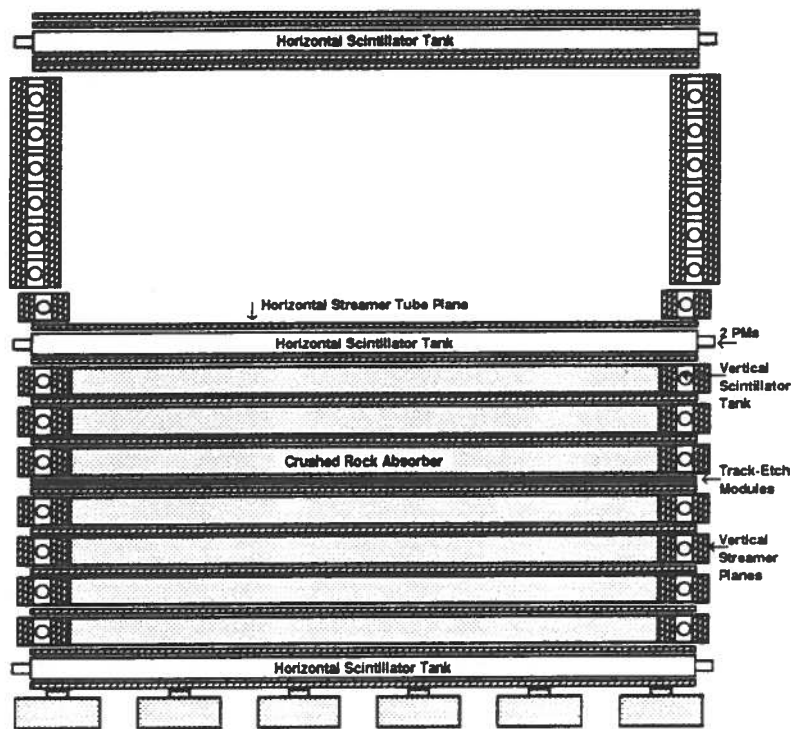 Horizontal Scintillator Tank
Horizontal Streamer Tube Plane
Horizontal Scintillator Tank
2 PMs
Vertical
Scintillator
Tank
Crushed Rock Absorber
Track-Etch
Modules
Vertical
Streamer
Planes
Horizontal Scintillator Tank